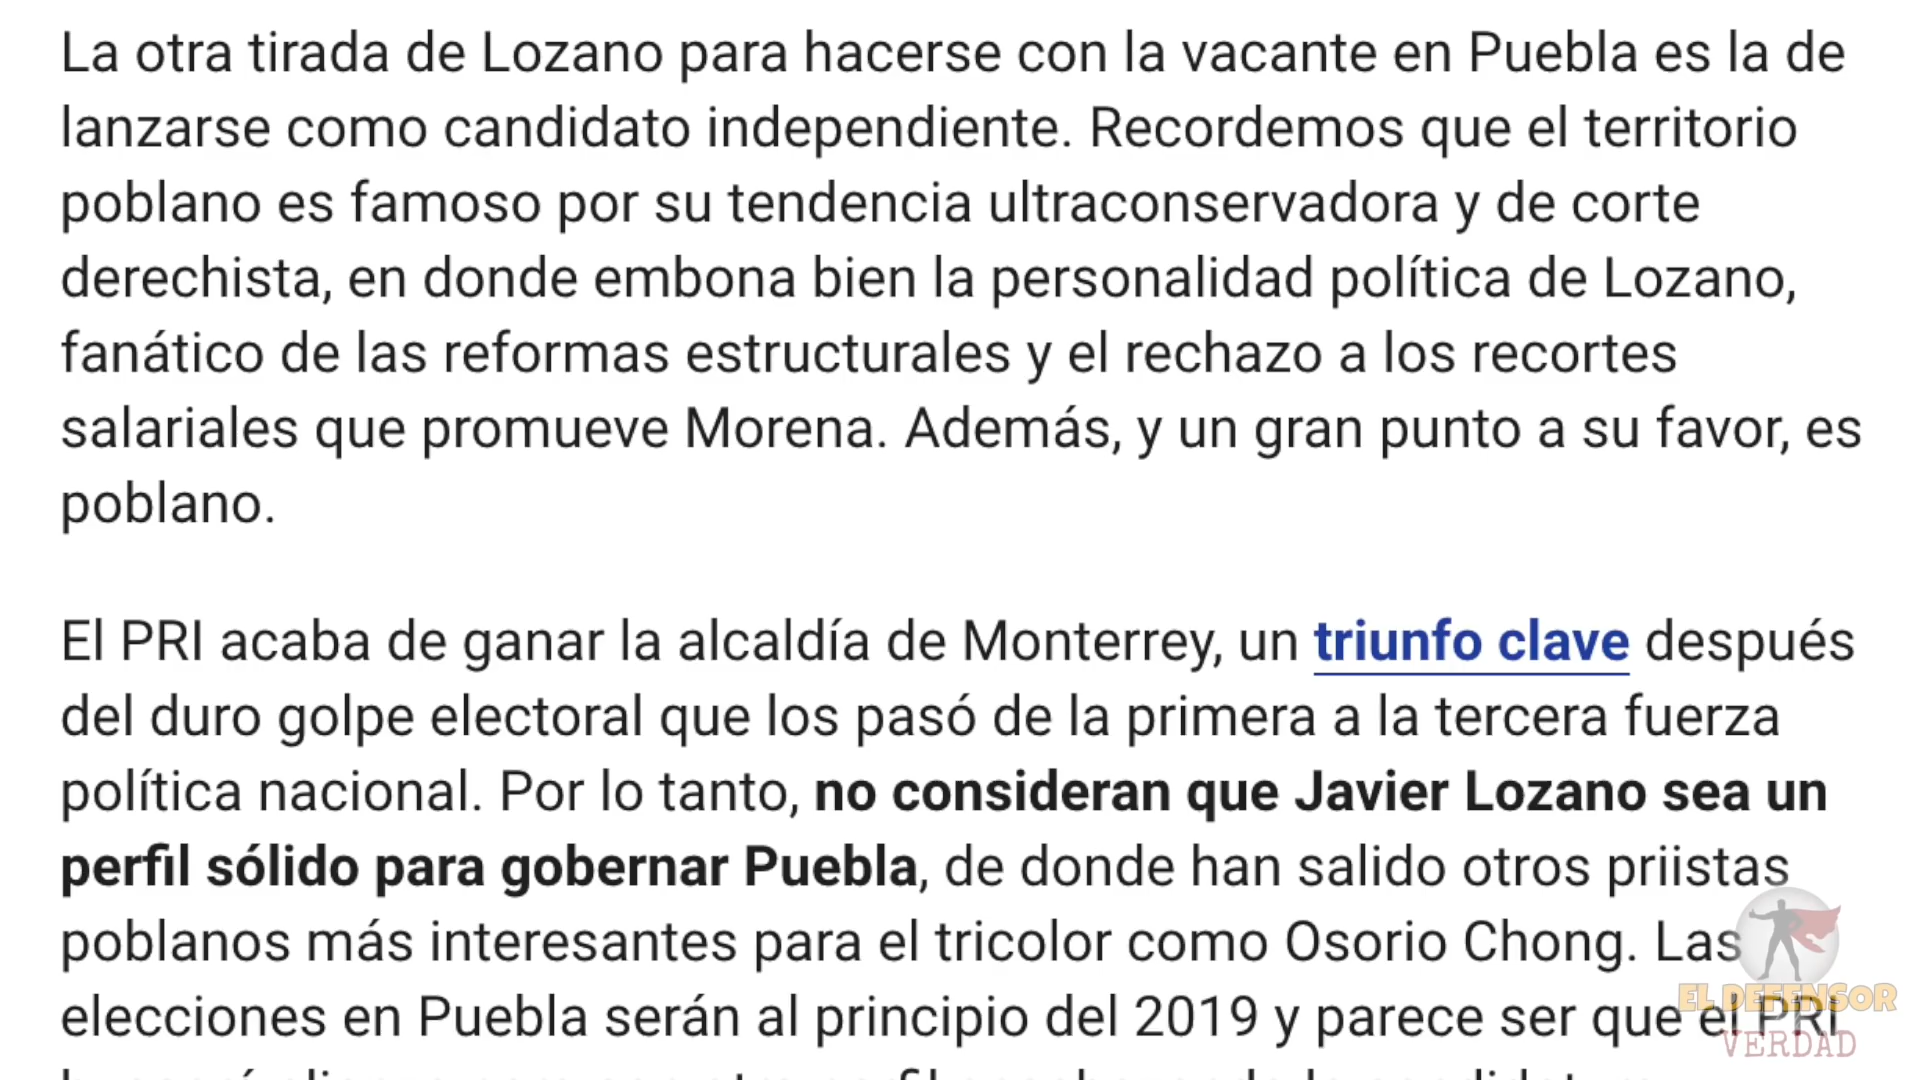 La otra tirada de Lozano para hacerse con la vacante en Puebla es la de
lanzarse como candidato independiente. Recordemos que el territorio
poblano es famoso por su tendencia ultraconservadora y de corte
derechista, en donde embona bien la personalidad política de Lozano,
fanático de las reformas estructurales y el rechazo a los recortes
salariales que promueve Morena. Además, y un gran punto a su favor, es
poblano.
El PRI acaba de ganar la alcaldía de Monterrey, un triunfo clave después
del duro golpe electoral que los pasó de la primera a la tercera fuerza
política nacional. Por lo tanto, no consideran que Javier Lozano sea un
perfil sólido para gobernar Puebla, de donde han salido otros priistas
poblanos más interesantes para el tricolor como Osorio Chong. Las
elecciones en Puebla serán al principio del 2019 y parece ser que el PRI
EL DEFENSOR
VERDAD